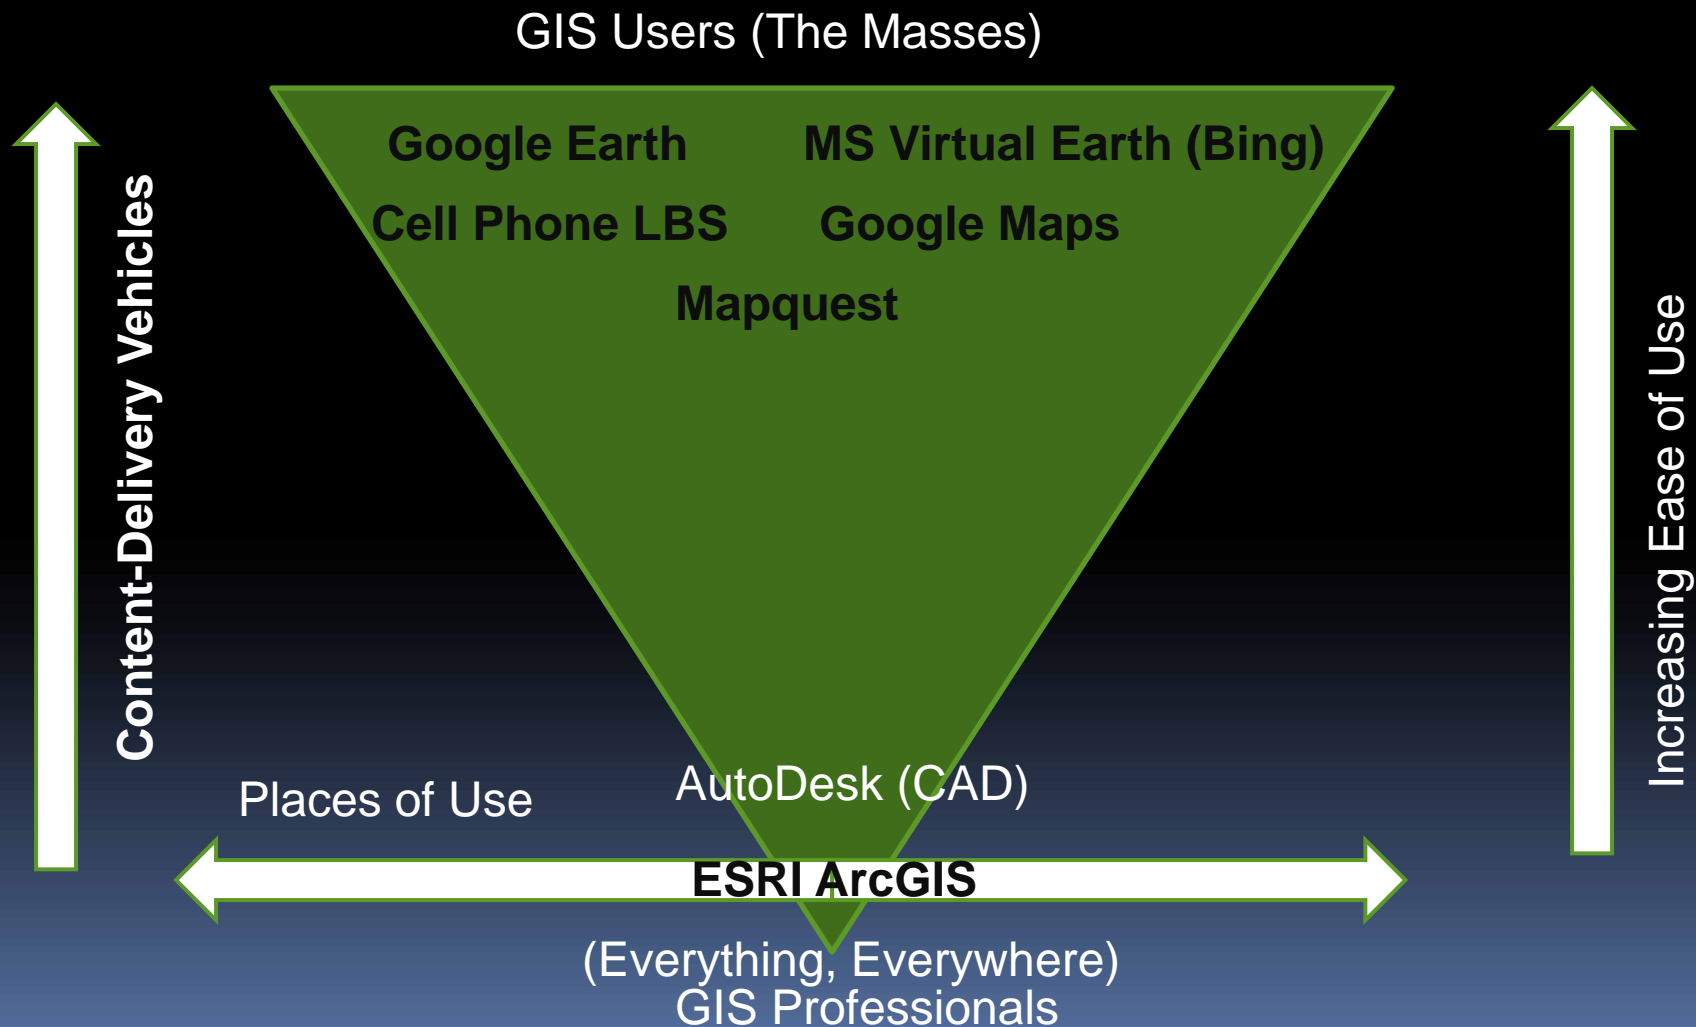 GIS Users (The Masses)
Google Earth
MS Virtual Earth (Bing)
Cell Phone LBS
Google Maps
Mapquest
Content-Delivery Vehicles
Increasing Ease of Use
Places of Use
AutoDesk (CAD)
ESRI ArcGIS
(Everything, Everywhere)
GIS Professionals